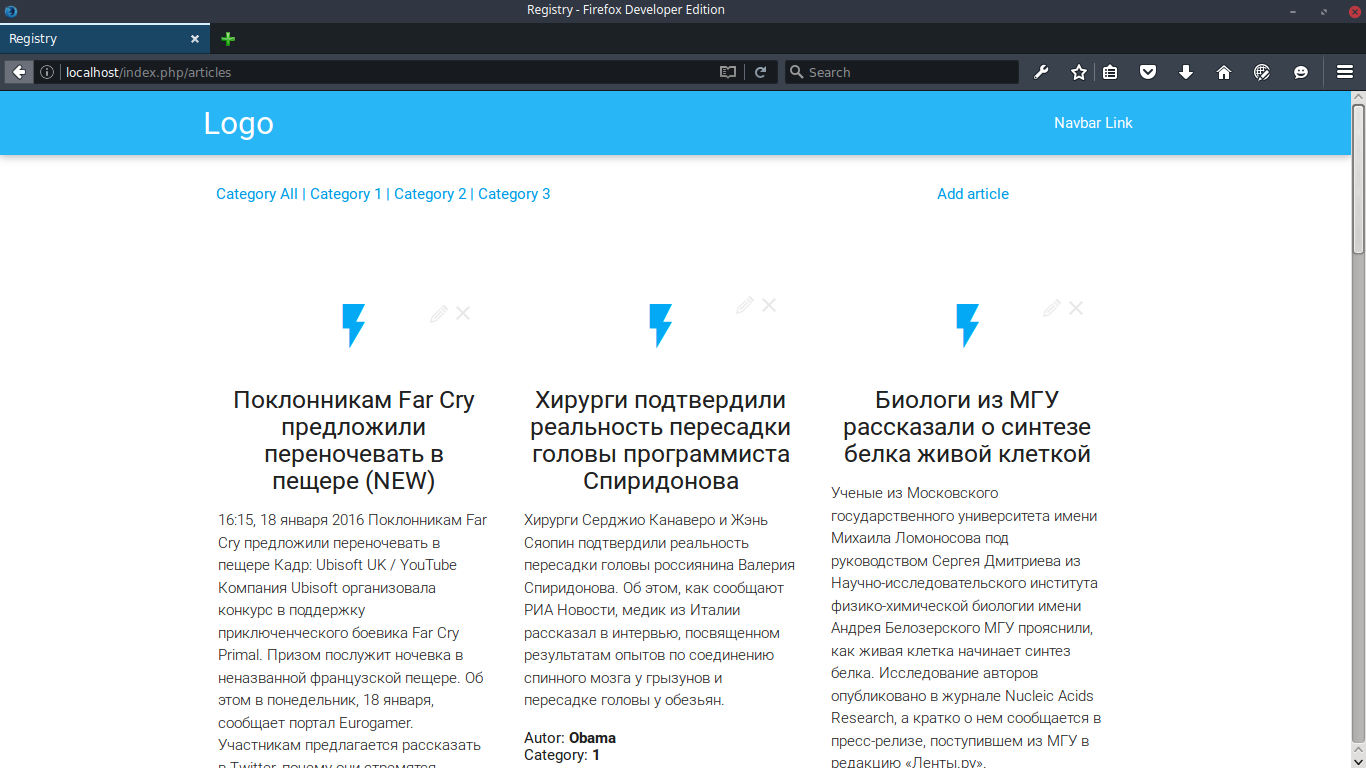 Registry - Firefox Developer Edition
Registry
localhost/index.php/articles
Search
Logo
Navbar Link
Category All | Category 1 | Category 2 | Category 3
Add article
Поклонникам Far Cry
предложили
переночевать в
пещере (NEW)
16:15, 18 января 2016 Поклонникам Far
Cry предложили переночевать в
пещере Кадр: Ubisoft UK / YouTube
Компания Ubisoft организовала
конкурс в поддержку
приключенческого боевика Far Cry
Primal. Призом послужит ночевка в
неназванной французской пещере. Об
этом в понедельник, 18 января,
сообщает портал Eurogamer.
Участникам предлагается рассказать
в Twitter, почему они стремятся
Хирурги подтвердили
реальность пересадки
головы программиста
Спиридонова
Хирурги Серджио Канаверо и Жэнь
Сяопин подтвердили реальность
пересадки головы россиянина Валерия
Спиридонова. Об этом, как сообщают
РИА Новости, медик из Италии
рассказал в интервью, посвященном
результатам опытов по соединению
спинного мозга у грызунов и
пересадке головы у обезьян.
Autor: Obama
Category: 1
Биологи из МГУ
рассказали о синтезе
белка живой клеткой
Ученые из Московского
государственного университета имени
Михаила Ломоносова под
руководством Сергея Дмитриева из
Научно-исследовательского института
физико-химической биологии имени
Андрея Белозерского МГУ прояснили,
как живая клетка начинает синтез
белка. Исследование авторов
опубликовано в журнале Nucleic Acids
Research, а кратко о нем сообщается в
пресс-релизе, поступившем из МГУ в
редакцию «Ленты.ру».